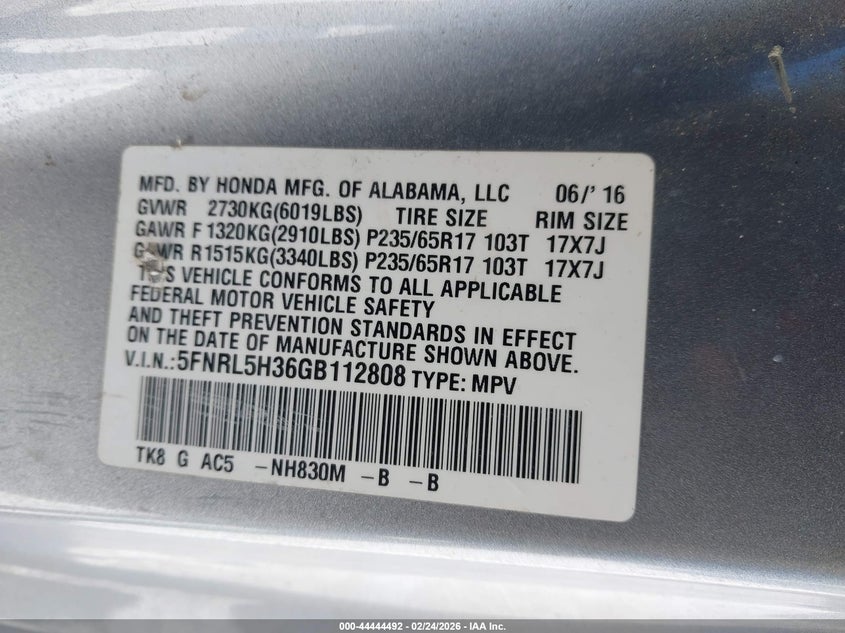 MFD. BY HONDA MFG. OF ALABAMA, LLC 06/' 16
GVWR 2730KG(6019LBS) TIRE SIZE RIM SIZE
GAWR F 1320KG(2910LBS) P235/65R17 103T 17X7J
GAWR R1515KG(3340LBS) P235/65R17 103T 17X7J
THIS VEHICLE CONFORMS TO ALL APPLICABLE
FEDERAL MOTOR VEHICLE SAFETY
AND THEFT PREVENTION STANDARDS IN EFFECT
ON THE DATE OF MANUFACTURE SHOWN ABOVE.
V.I.N.:5FNRL5H36GB112808 TYPE: MPV
TK8 G AC5 -NH830M -B -B
000-44444492 - 02/24/2026 - IAA Inc.